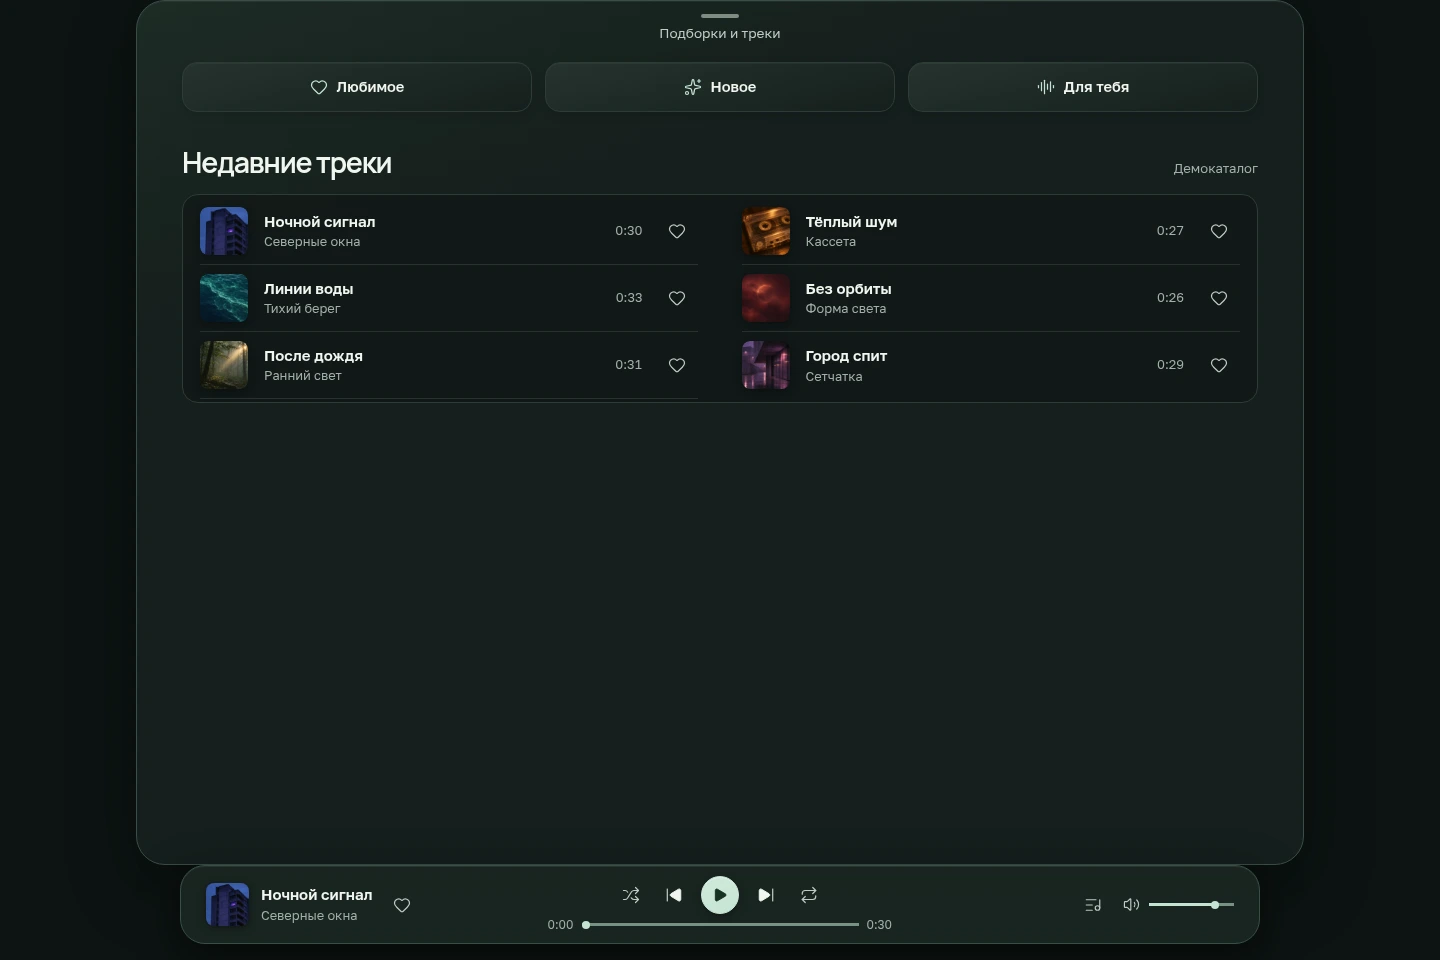 Подборки и треки
Любимое
Новое
Для тебя
Недавние треки
Демокаталог
Ночной сигнал
Северные окна
0:30
Тёплый шум
Кассета
0:27
Линии воды
Тихий берег
0:33
Без орбиты
Форма света
0:26
После дождя
Ранний свет
0:31
Город спит
Сетчатка
0:29
Ночной сигнал
Северные окна
0:00
0:30